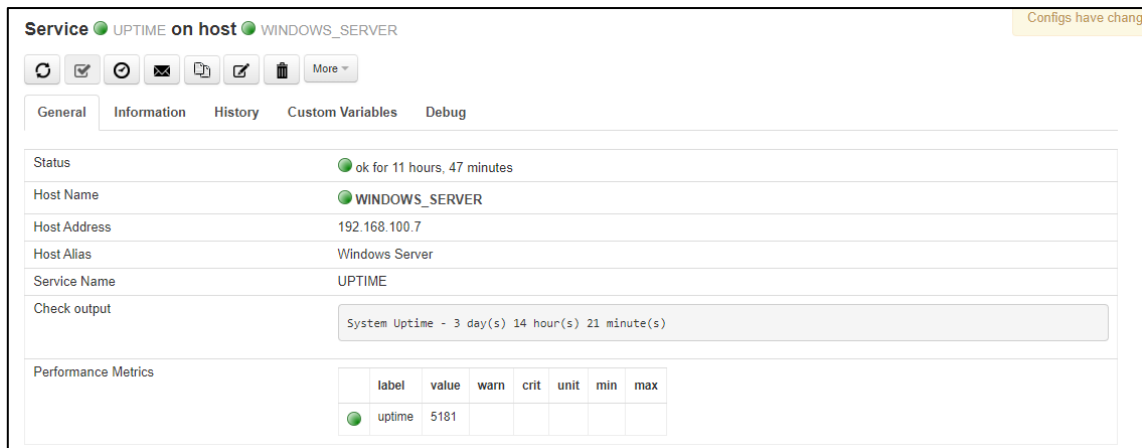 Service UPTIME on host WINDOWS_SERVER
Configs have chang
More
General Information History Custom Variables Debug
Status ok for 11 hours, 47 minutes
Host Name WINDOWS_SERVER
Host Address 192.168.100.7
Host Alias Windows Server
Service Name UPTIME
Check output
System Uptime - 3 day(s) 14 hour(s) 21 minute(s)
Performance Metrics
label value warn crit unit min max
uptime 5181